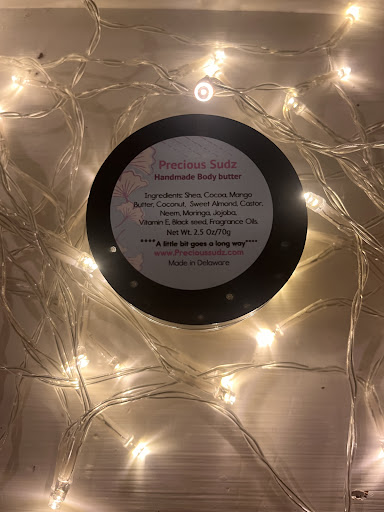 Precious Sudz
Handmade Body butter
Ingredients: Shea, Cocoa, Mango
Butter, Coconut, Sweet Almond, Castor,
Neem, Moringa, Jojoba,
Vitamin E, Black seed, Fragrance Oils.
Net Wt. 2.5 Oz/70g
****A little bit goes a long way****
www.Precioussudz.com
Made in Delaware